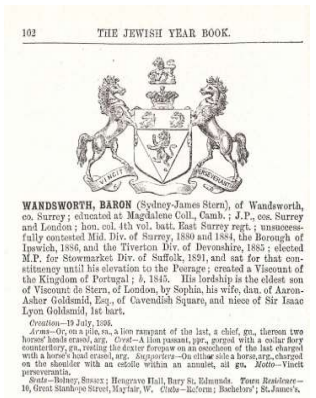 102 THE JEWISH YEAR BOOK.
VINCIT PERSEVERANTIA
WANDSWORTH, BARON (Sydney-James Stern), of Wandsworth,
co. Surrey; educated at Magdalene Coll., Camb.; J.P., cos. Surrey
and London; hon. col. 4th vol. batt. East Surrey regt.; unsuccess-
fully contested Mid. Div. of Surrey, 1880 and 1884, the Borough of
Ipswich, 1886, and the Tiverton Div. of Devonshire, 1885; elected
M.P. for Stowmarket Div. of Suffolk, 1891, and sat for that con-
stituency until his elevation to the Peerage; created a Viscount of
the Kingdom of Portugal; b. 1845. His lordship is the eldest son
of Viscount de Stern, of London, by Sophia, his wife, dau. of Aaron-
Asher Goldsmid, Esq., of Cavendish Square, and niece of Sir Isaac
Lyon Goldsmid, 1st bart.
Creation—19 July, 1895.
Arms—Or, on a pile, sa., a lion rampant of the last, a chief, gu., thereon two
horses' heads erased, arg. Crest—A lion passant, ppr., gorged with a collar flory
counterflory, gu., resting the dexter forepaw on an escocheon of the last charged
with a horse's head erased, arg. Supporters—On either side a horse, arg., charged
on the shoulder with an estoile within an annulet, all gu. Motto—Vincit
perseverantia.
Seats—Bolney, Sussex; Hengrave Hall, Bury St. Edmunds. Town Residence—
10, Great Stanhope Street, Mayfair, W. Clubs—Reform; Bachelors'; St. James's,